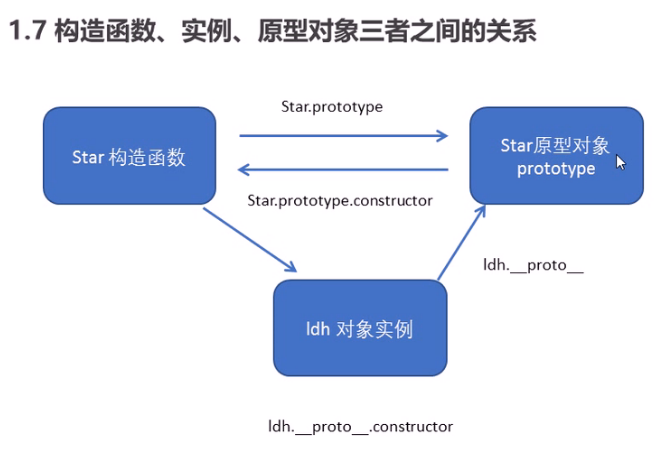 1.7 构造函数、实例、原型对象三者之间的关系
Star.prototype
Star 构造函数
Star原型对象
prototype
Star.prototype.constructor
ldh.__proto__
ldh 对象实例
ldh.__proto__.constructor